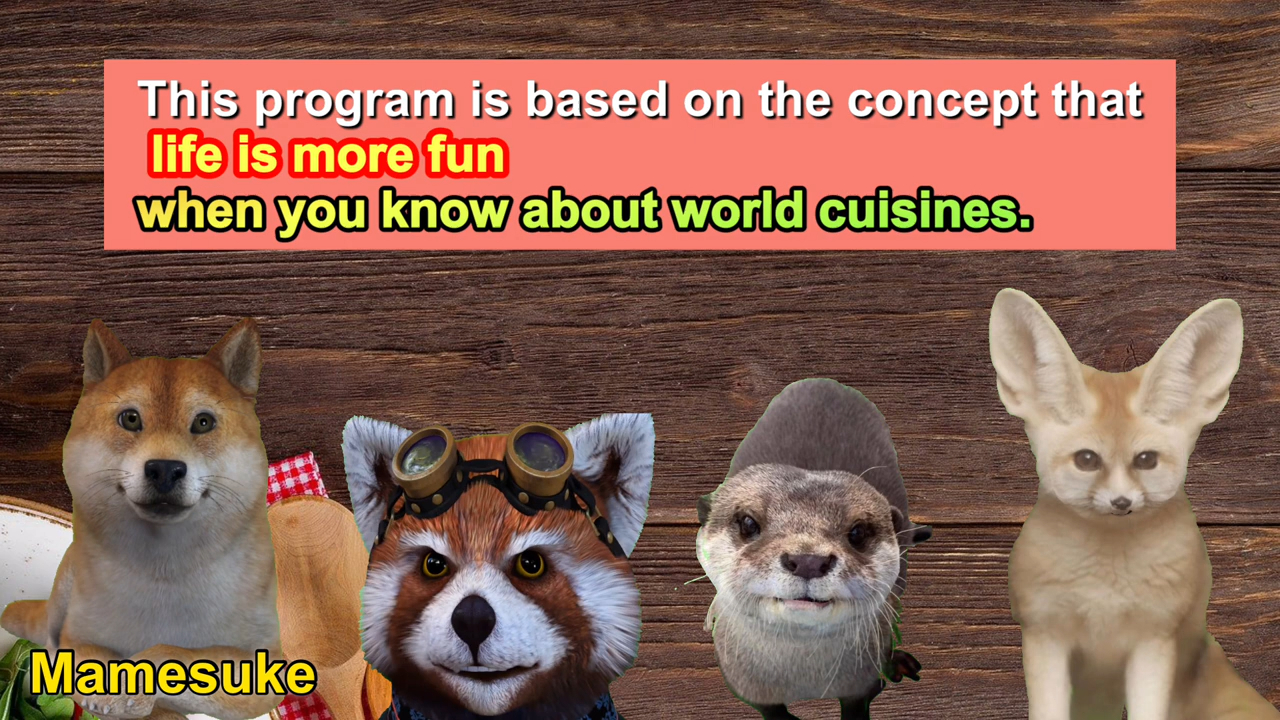 This program is based on the concept that
life is more fun
when you know about world cuisines.
Mamesuke